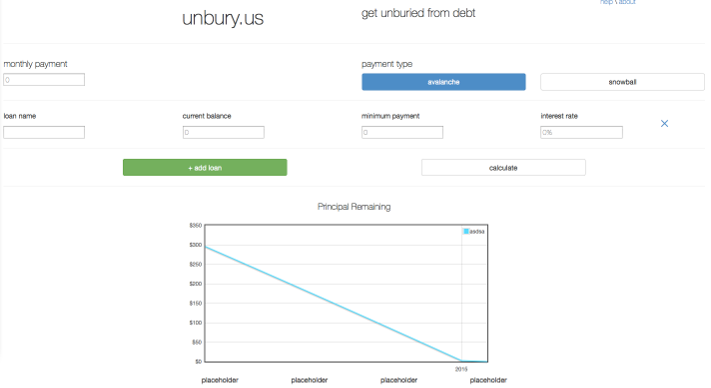 help \ about
unbury.us
get unburied from debt
monthly payment
payment type
0
avalanche
snowball
loan name
current balance
minimum payment
interest rate
0
0
0%
+ add loan
calculate
Principal Remaining
asdsa
$350
$300
$250
$200
$150
$100
$50
$0
2016
placeholder
placeholder
placeholder
placeholder